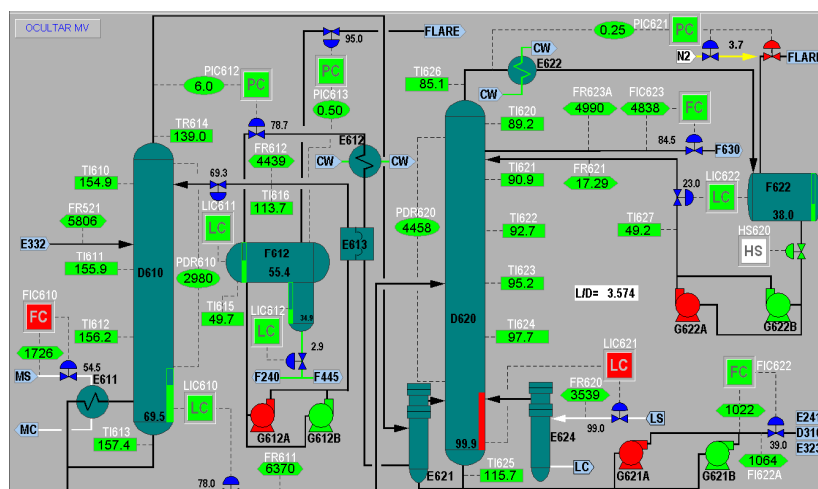 OCULTAR MV
PIC612
6.0
PC
95.0
FLARE
PC
PIC613
0.50
0.25
PIC621
PC
N2
3.7
FLARE
TI626
85.1
CW
E622
CW
TR614
139.0
78.7
FR612
4439
E612
CW
CW
FR623A
4990
FIC623
4838
FC
84.5
F630
TI620
89.2
TI610
154.9
69.3
TI616
113.7
LIC611
LC
FR521
5806
E332
TI611
155.9
D610
PDR610
2980
F612
55.4
E613
PDR620
4458
TI621
90.9
FR621
17.29
23.0
LIC622
LC
F622
38.0
TI622
92.7
TI627
49.2
HS620
HS
TI623
95.2
L/D= 3.574
D620
G622A
G622B
FIC610
FC
1726
TI612
156.2
TI615
49.7
LIC612
LC
34.9
2.9
TI624
97.7
LIC621
LC
MS
54.5
E611
MC
69.5
LIC610
LC
F240
F445
G612A
G612B
FR620
3539
99.0
LS
FC
FIC622
1022
E241
D310
E323
39.0
TI613
157.4
FR611
6370
78.0
99.9
E621
TI625
115.7
E624
LC
G621A
G621B
1064
FI622A